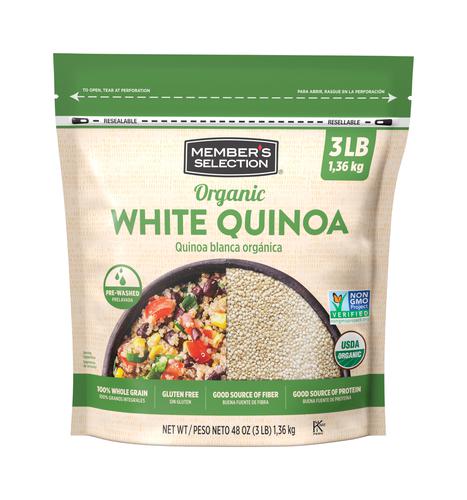 TO OPEN, TEAR AT PERFORATION
PARA ABRIR, RASGUE EN LA PERFORACIÓN
RESEALABLE
RESELLABLE
MEMBER'S
SELECTION®
3LB
1,36 kg
Organic
WHITE QUINOA
Quinoa blanca orgánica
PRE-WASHED
PRELAVADA
NON
GMO
Project
VERIFIED
USDA
ORGANIC
100% WHOLE GRAIN
100% GRANOS INTEGRALES
GLUTEN FREE
SIN GLUTEN
GOOD SOURCE OF FIBER
BUENA FUENTE DE FIBRA
GOOD SOURCE OF PROTEIN
BUENA FUENTE DE PROTEÍNA
NET WT/ PESO NETO 48 OZ (3 LB) 1,36 kg